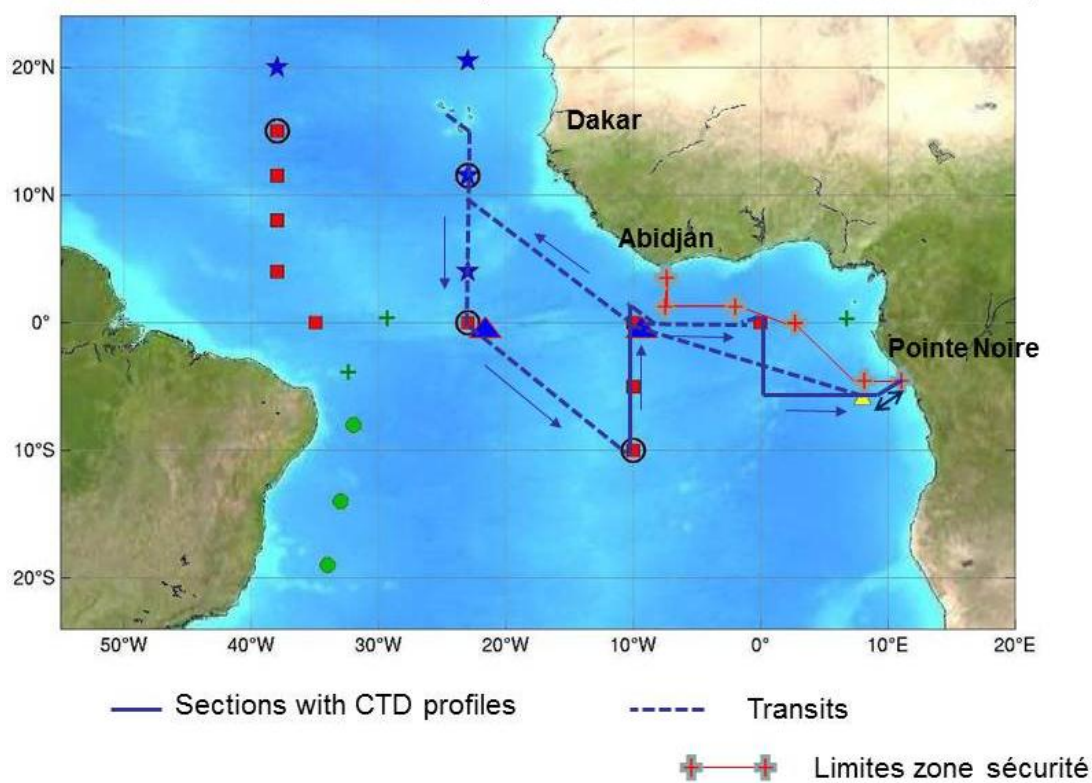 20°N
Dakar
10°N
Abidjan
0°
Pointe Noire
10°S
20°S
50°W 40°W 30°W 20°W 10°W 0° 10°E 20°E
Sections with CTD profiles
Transits
Limites zone sécurité